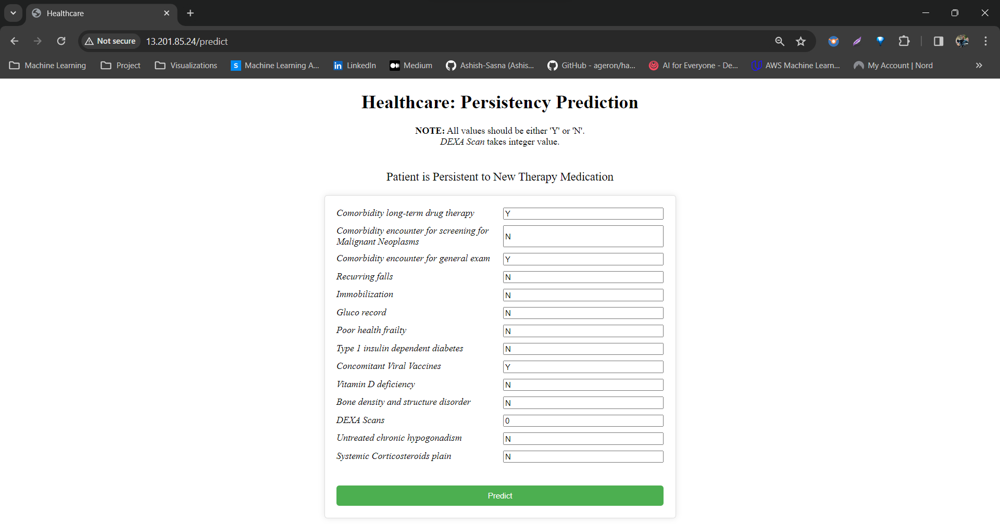 Healthcare
Not secure
13.201.85.24/predict
Machine Learning
Project
Visualizations
S
Machine Learning A...
in
LinkedIn
Medium
Ashish-Sasna (Ashis...
GitHub - ageron/ha...
AI for Everyone - De...
AWS Machine Learn...
My Account | Nord
Healthcare: Persistency Prediction
NOTE: All values should be either 'Y' or 'N'.
DEXA Scan takes integer value.
Patient is Persistent to New Therapy Medication
Comorbidity long-term drug therapy Y
Comorbidity encounter for screening for
Malignant Neoplasms N
Comorbidity encounter for general exam Y
Recurring falls N
Immobilization N
Gluco record N
Poor health frailty N
Type 1 insulin dependent diabetes N
Concomitant Viral Vaccines Y
Vitamin D deficiency N
Bone density and structure disorder N
DEXA Scans 0
Untreated chronic hypogonadism N
Systemic Corticosteroids plain N
Predict